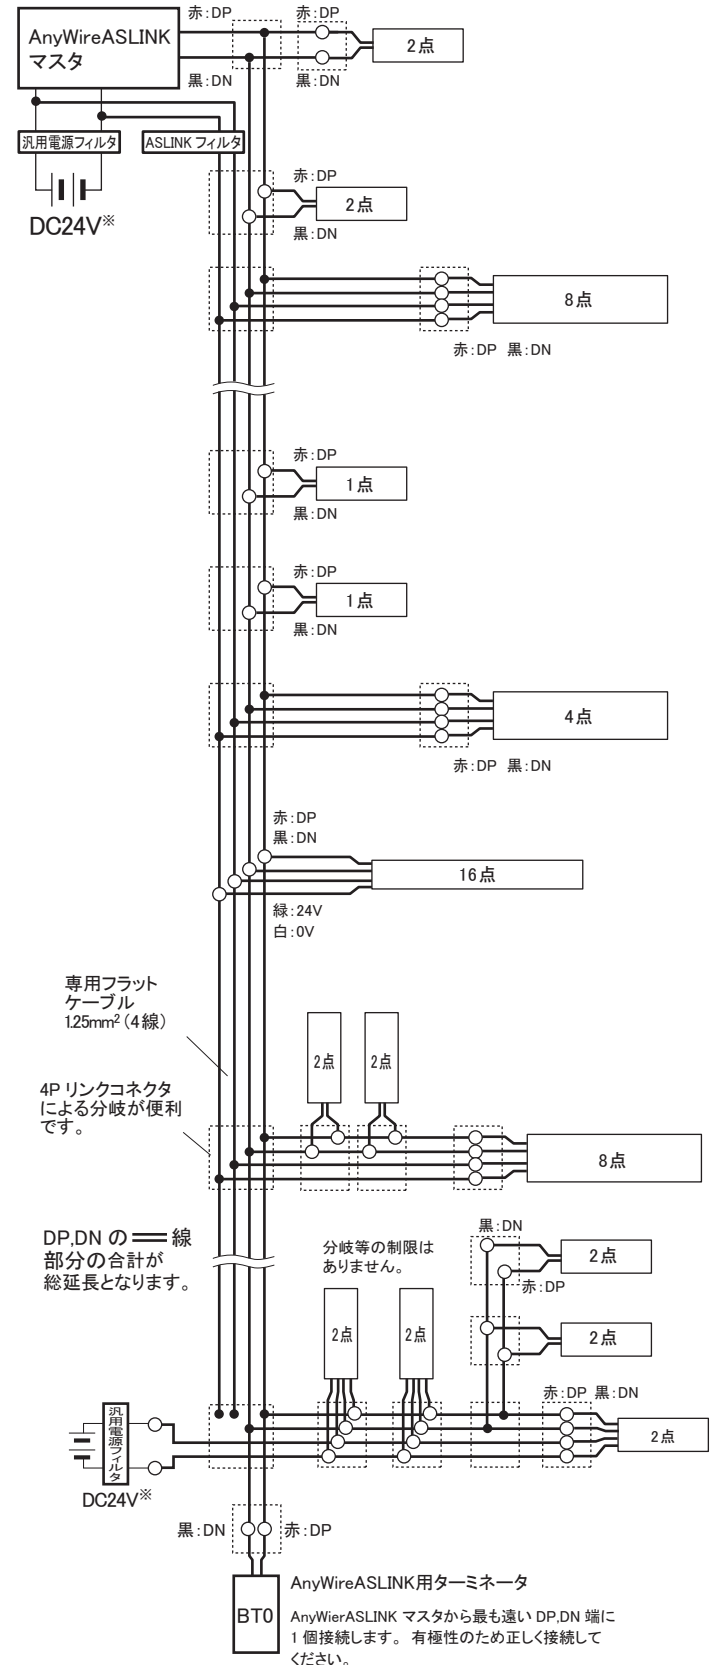 赤:DP
赤:DP
AnyWireASLINK
マスタ
2点
黒:DN
黒:DN
汎用電源フィルタ
ASLINK フィルタ
DC24V※
赤:DP
2点
黒:DN
8点
赤:DP 黒:DN
赤:DP
1点
黒:DN
赤:DP
1点
黒:DN
4点
赤:DP 黒:DN
赤:DP
黒:DN
16点
緑:24V
白:0V
専用フラット
ケーブル
1.25mm²(4線)
2点
2点
4P リンクコネクタ
による分岐が便利
です。
8点
DP,DN の 線
部分の合計が
総延長となります。
分岐等の制限は
ありません。
黒:DN
2点
赤:DP
2点
2点
2点
赤:DP 黒:DN
2点
汎用電源フィルタ
DC24V※
黒:DN
赤:DP
BT0
AnyWireASLINK用ターミネータ
AnyWierASLINK マスタから最も遠い DP,DN 端に
1 個接続します。 有極性のため正しく接続して
ください。